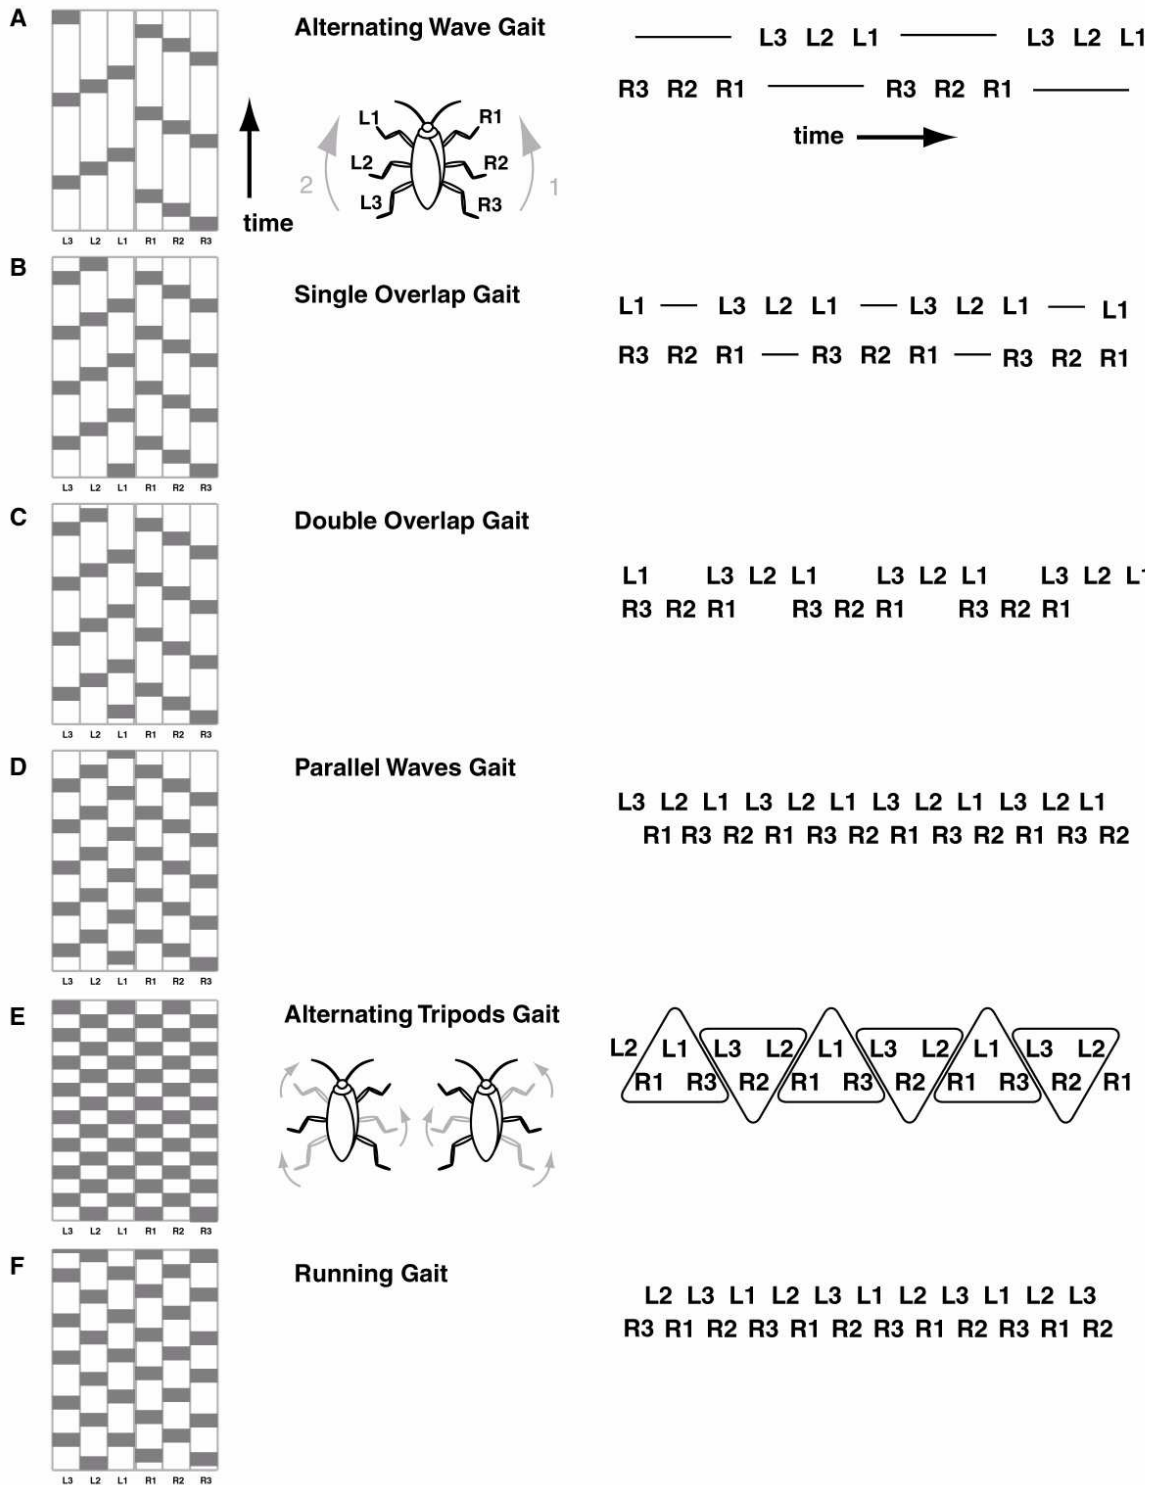 A
Alternating Wave Gait
L3 L2 L1 L3 L2 L1
R3 R2 R1 R3 R2 R1
time
L1 R1
L2 R2
L3 R3
2 1
time
L3 L2 L1 R1 R2 R3
B
Single Overlap Gait
L1 L3 L2 L1 L3 L2 L1 L1
R3 R2 R1 R3 R2 R1 R3 R2 R1
L3 L2 L1 R1 R2 R3
C
Double Overlap Gait
L1 L3 L2 L1 L3 L2 L1 L3 L2 L1
R3 R2 R1 R3 R2 R1 R3 R2 R1
L3 L2 L1 R1 R2 R3
D
Parallel Waves Gait
L3 L2 L1 L3 L2 L1 L3 L2 L1 L3 L2 L1
R1 R3 R2 R1 R3 R2 R1 R3 R2 R1 R3 R2
L3 L2 L1 R1 R2 R3
E
Alternating Tripods Gait
L2 L1 L3 L2 L1 L3 L2 L1 L3 L2
R1 R3 R2 R1 R3 R2 R1 R3 R2 R1
L3 L2 L1 R1 R2 R3
F
Running Gait
L2 L3 L1 L2 L3 L1 L2 L3 L1 L2 L3
R3 R1 R2 R3 R1 R2 R3 R1 R2 R3 R1 R2
L3 L2 L1 R1 R2 R3